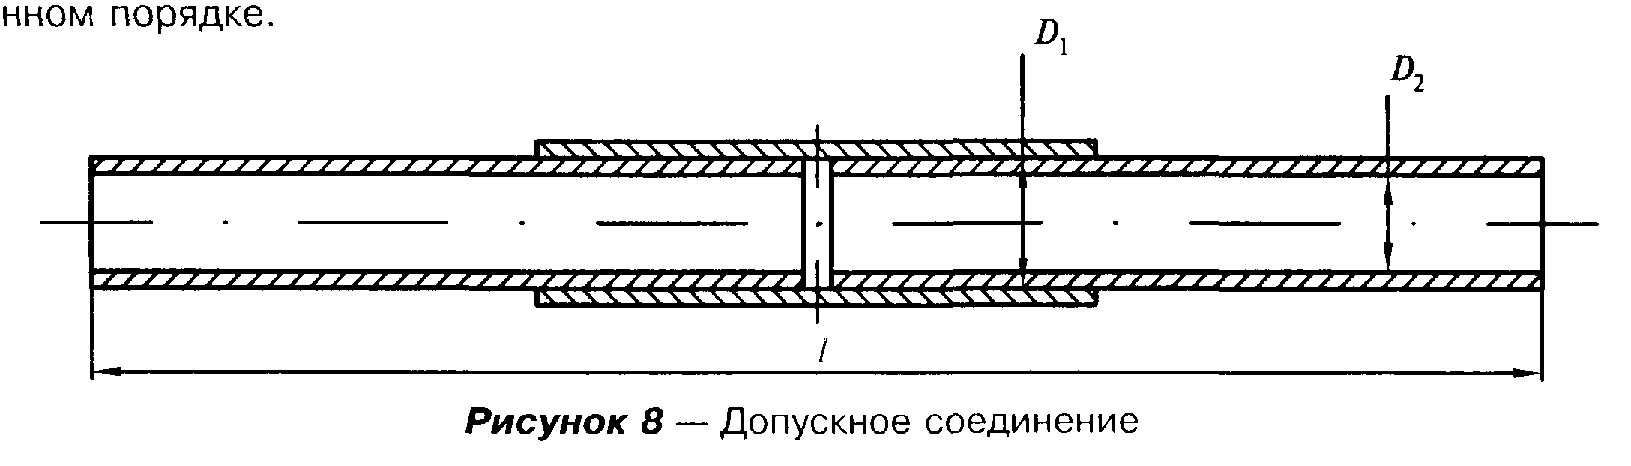 нном порядке.
D1
D2
l
Рисунок 8 — Допускное соединение